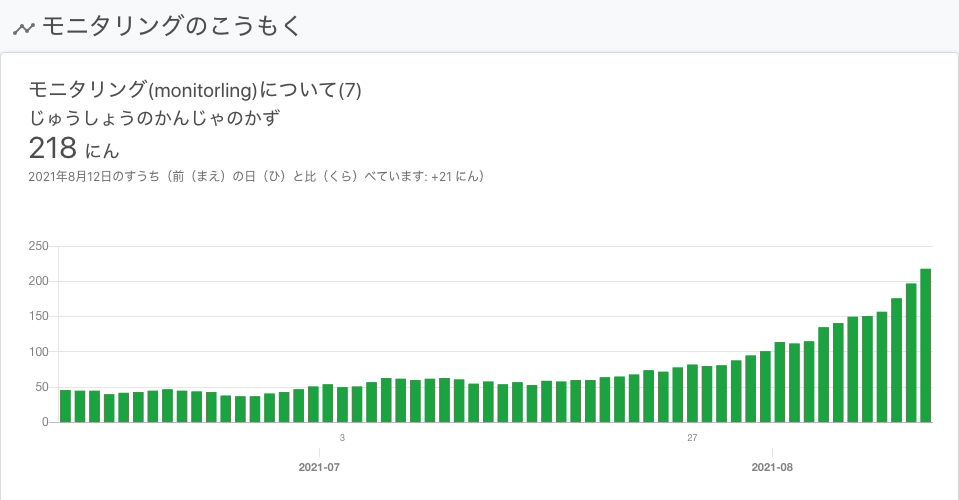 モニタリングのこうもく
モニタリング(monitorling)について(7)
じゅうしょうのかんじゃのかず
218 にん
2021年8月12日のすうち（前（まえ）の日（ひ）と比（くら）べています: +21 にん）
250
200
150
100
50
0
3
27
2021-07
2021-08